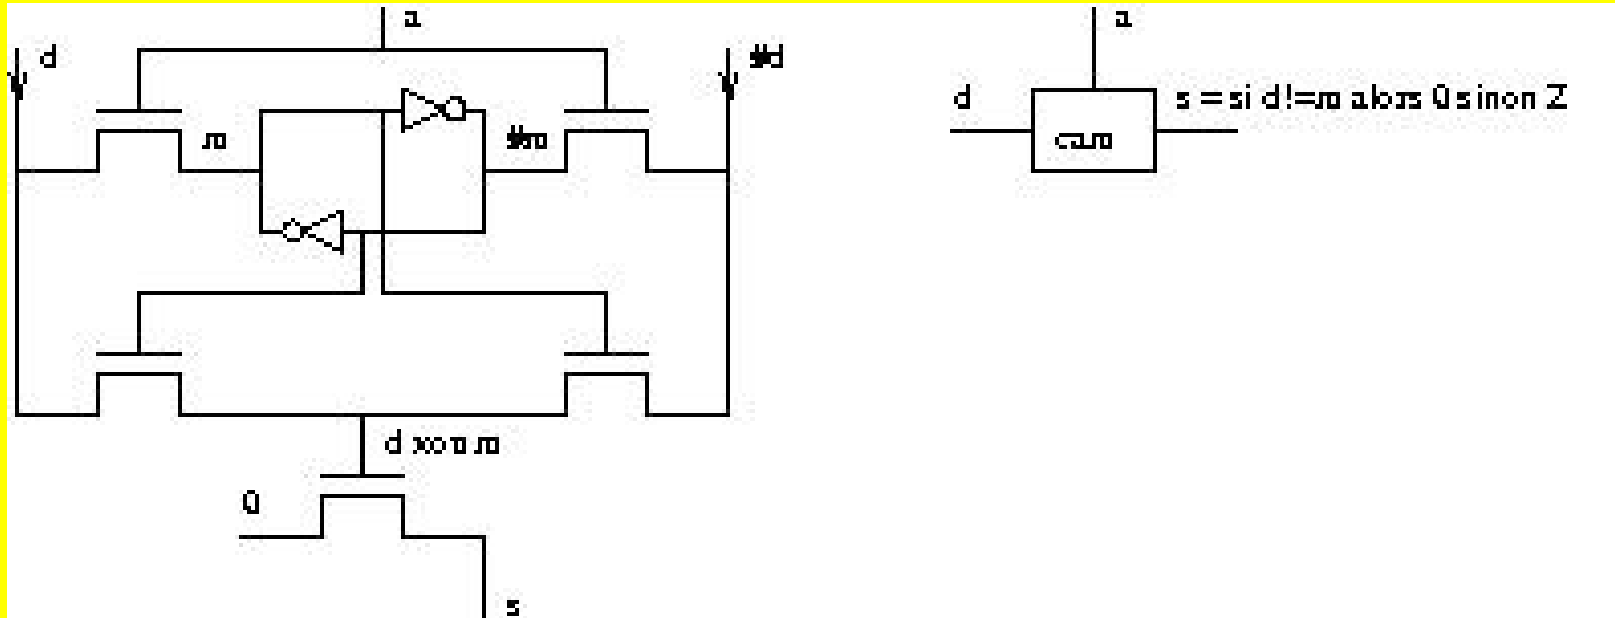 a
d
#d
m
#m
d xor m
0
s
a
d
s = si d!=m alors 0 sinon Z
cam